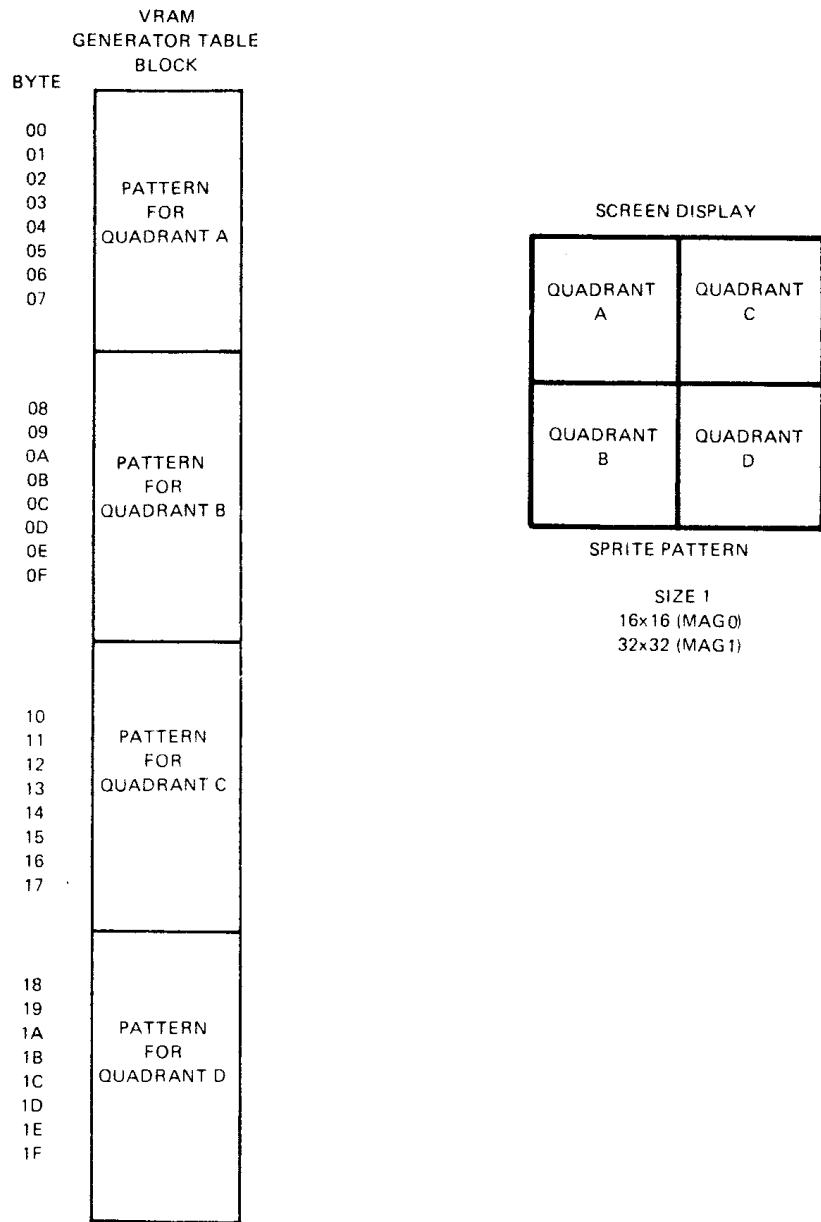 VRAM
GENERATOR TABLE
BLOCK
BYTE
00
01
02
03
04
05
06
07
PATTERN
FOR
QUADRANT A
08
09
0A
0B
0C
0D
0E
0F
PATTERN
FOR
QUADRANT B
10
11
12
13
14
15
16
17
PATTERN
FOR
QUADRANT C
18
19
1A
1B
1C
1D
1E
1F
PATTERN
FOR
QUADRANT D
SCREEN DISPLAY
QUADRANT
A
QUADRANT
C
QUADRANT
B
QUADRANT
D
SPRITE PATTERN
SIZE 1
16x16 (MAG0)
32x32 (MAG1)